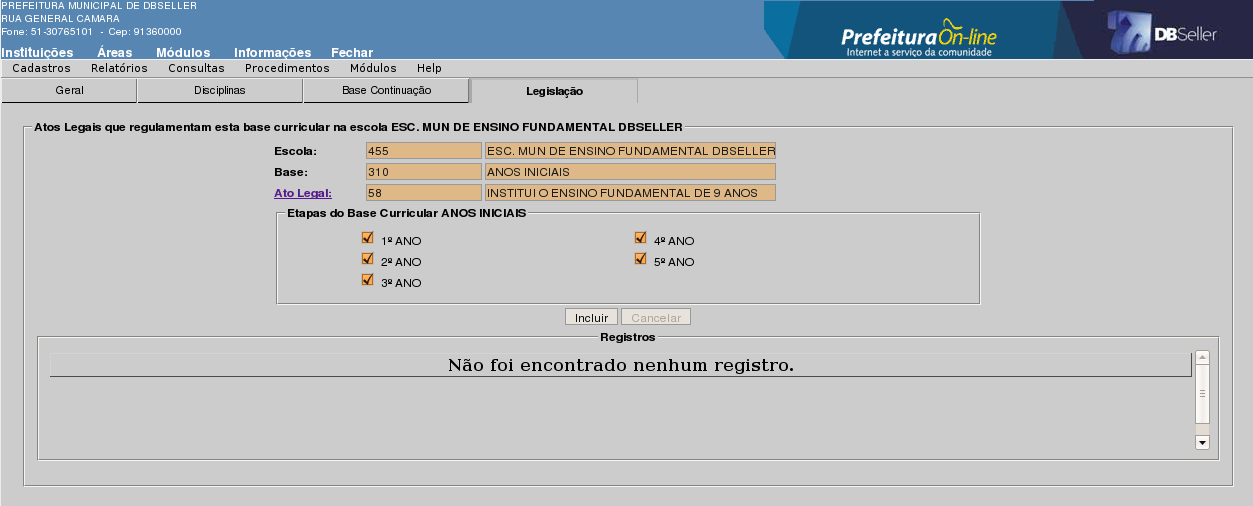 PREFEITURA MUNICIPAL DE DBSELLER
RUA GENERAL CAMARA
Fone: 51-30765101 - Cep: 91360000
Prefeitura On-line
Internet a serviço da comunidade
DBSeller
Instituições Áreas Módulos Informações Fechar
Cadastros Relatórios Consultas Procedimentos Módulos Help
Geral Disciplinas Base Continuação Legislação
Atos Legais que regulamentam esta base curricular na escola ESC. MUN DE ENSINO FUNDAMENTAL DBSELLER
Escola: 455 ESC. MUN DE ENSINO FUNDAMENTAL DBSELLER
Base: 310 ANOS INICIAIS
Ato Legal: 58 INSTITUI O ENSINO FUNDAMENTAL DE 9 ANOS
Etapas do Base Curricular ANOS INICIAIS
1º ANO 4º ANO
2º ANO 5º ANO
3º ANO
Incluir Cancelar
Registros
Não foi encontrado nenhum registro.